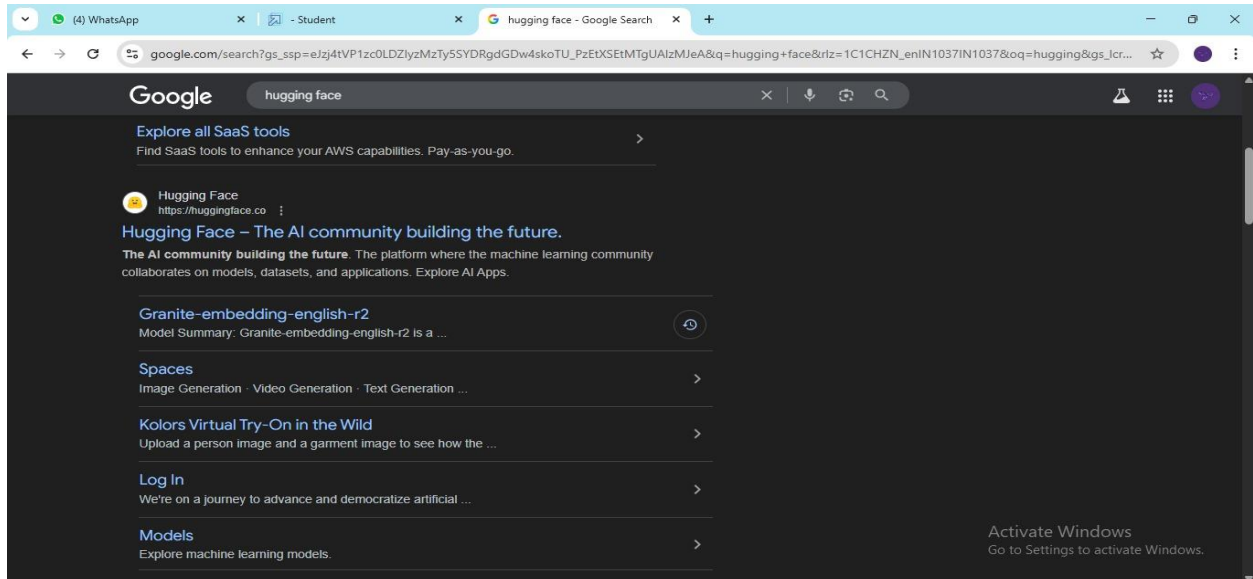 (4) WhatsApp
- Student
hugging face - Google Search
google.com/search?gs_ssp=eJzj4tVP1zc0LDZIyzMzTy5SYDRgdGDw4skoTU_PzEtXSEtMTgUAIzMJeA&q=hugging+face&rlz=1C1CHZN_enIN1037IN1037&oq=hugging&gs_lcr...
Google
hugging face
Explore all SaaS tools
Find SaaS tools to enhance your AWS capabilities. Pay-as-you-go.
Hugging Face
https://huggingface.co
Hugging Face – The AI community building the future.
The AI community building the future. The platform where the machine learning community
collaborates on models, datasets, and applications. Explore AI Apps.
Granite-embedding-english-r2
Model Summary: Granite-embedding-english-r2 is a ...
Spaces
Image Generation · Video Generation · Text Generation ...
Kolors Virtual Try-On in the Wild
Upload a person image and a garment image to see how the ...
Log In
We're on a journey to advance and democratize artificial ...
Models
Explore machine learning models.
Activate Windows
Go to Settings to activate Windows.